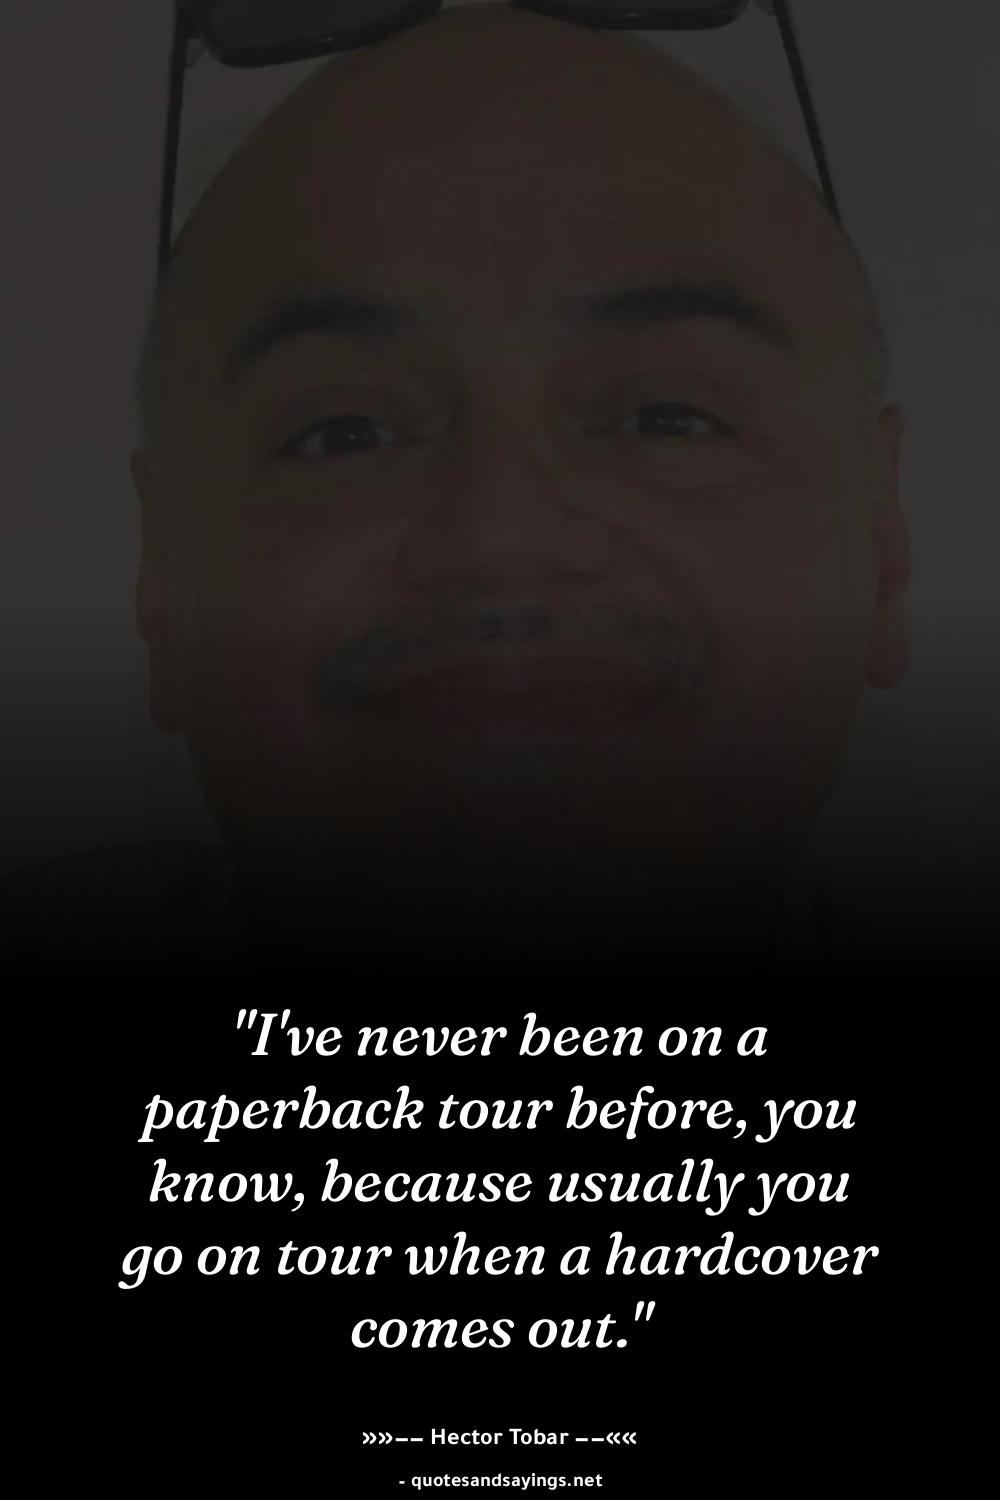 "I've never been on a
paperback tour before, you
know, because usually you
go on tour when a hardcover
comes out."
»»−− Hector Tobar −−««
- quotesandsayings.net